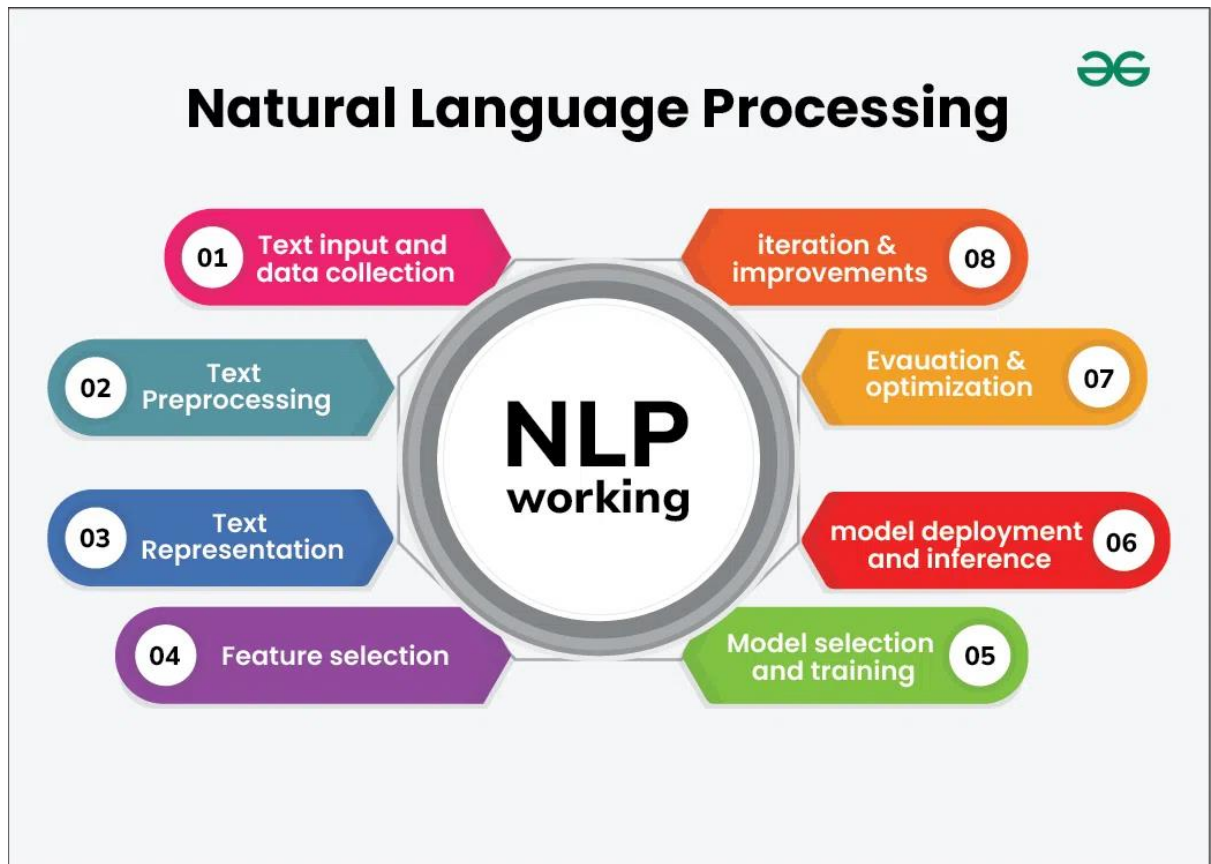 Natural Language Processing
01
Text input and
data collection
02
Text
Preprocessing
03
Text
Representation
04
Feature selection
NLP
working
Model selection
and training
05
model deployment
and inference
06
Evauation &
optimization
07
iteration &
improvements
08